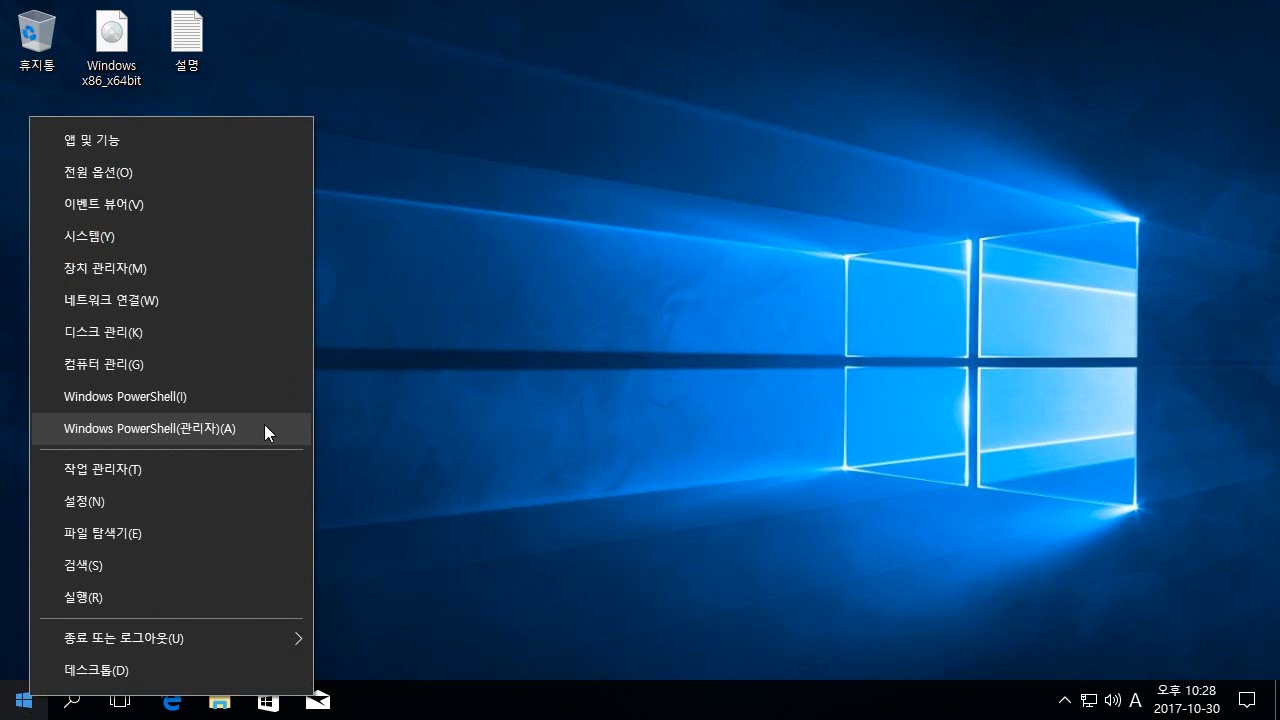 휴지통
Windows
x86_x64bit
설명
앱 및 기능
전원 옵션(O)
이벤트 뷰어(V)
시스템(Y)
장치 관리자(M)
네트워크 연결(W)
디스크 관리(K)
컴퓨터 관리(G)
Windows PowerShell(I)
Windows PowerShell(관리자)(A)
작업 관리자(T)
설정(N)
파일 탐색기(E)
검색(S)
실행(R)
종료 또는 로그아웃(U)
데스크톱(D)
A
오후 10:28
2017-10-30